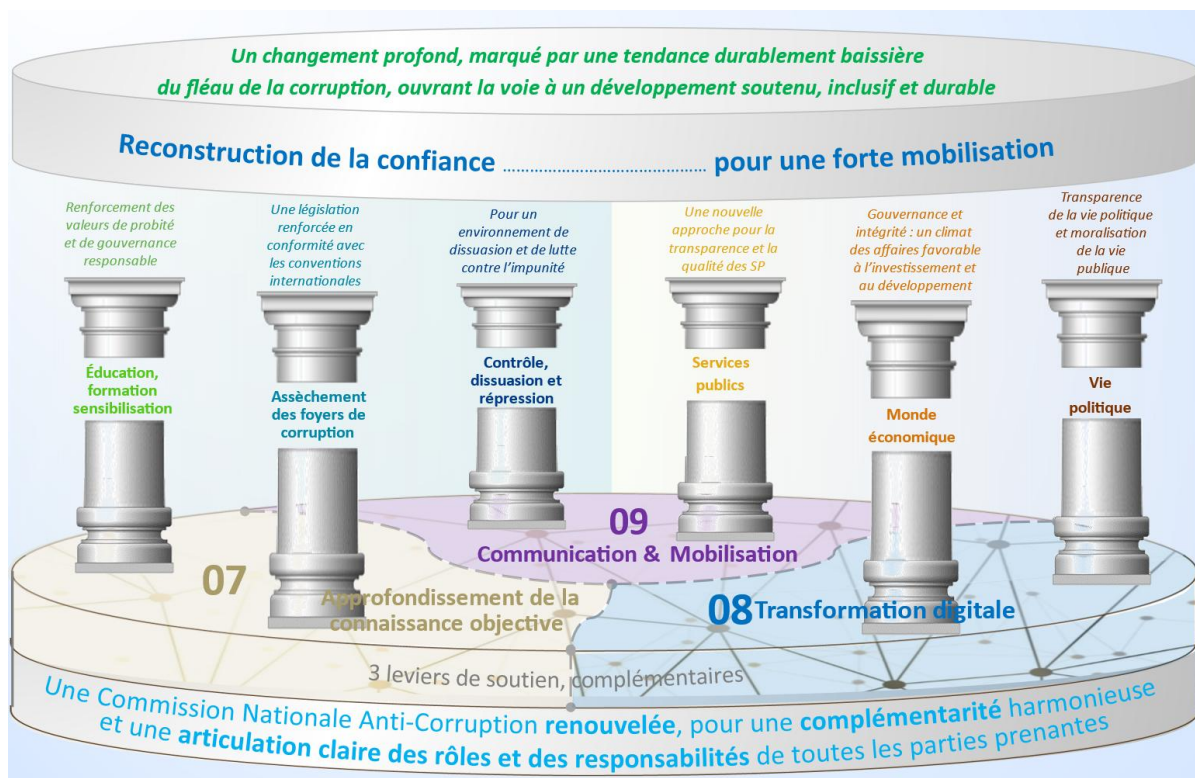 Un changement profond, marqué par une tendance durablement baissière
du fléau de la corruption, ouvrant la voie à un développement soutenu, inclusif et durable
Reconstruction de la confiance ........................................ pour une forte mobilisation
Renforcement des
valeurs de probité
et de gouvernance
responsable
Une législation
renforcée en
conformité avec
les conventions
internationales
Pour un
environnement de
dissuasion et de lutte
contre l’impunité
Une nouvelle
approche pour la
transparence et la
qualité des SP
Gouvernance et
intégrité : un climat
des affaires favorable
à l’investissement et
au développement
Transparence
de la vie politique
et moralisation
de la vie
publique
Éducation,
formation
sensibilisation
Assèchement
des foyers de
corruption
Contrôle,
dissuasion et
répression
Services
publics
Monde
économique
Vie
politique
09
Communication & Mobilisation
07
Approfondissement de la
connaissance objective
08 Transformation digitale
3 leviers de soutien, complémentaires
Une Commission Nationale Anti-Corruption renouvelée, pour une complémentarité harmonieuse
et une articulation claire des rôles et des responsabilités de toutes les parties prenantes